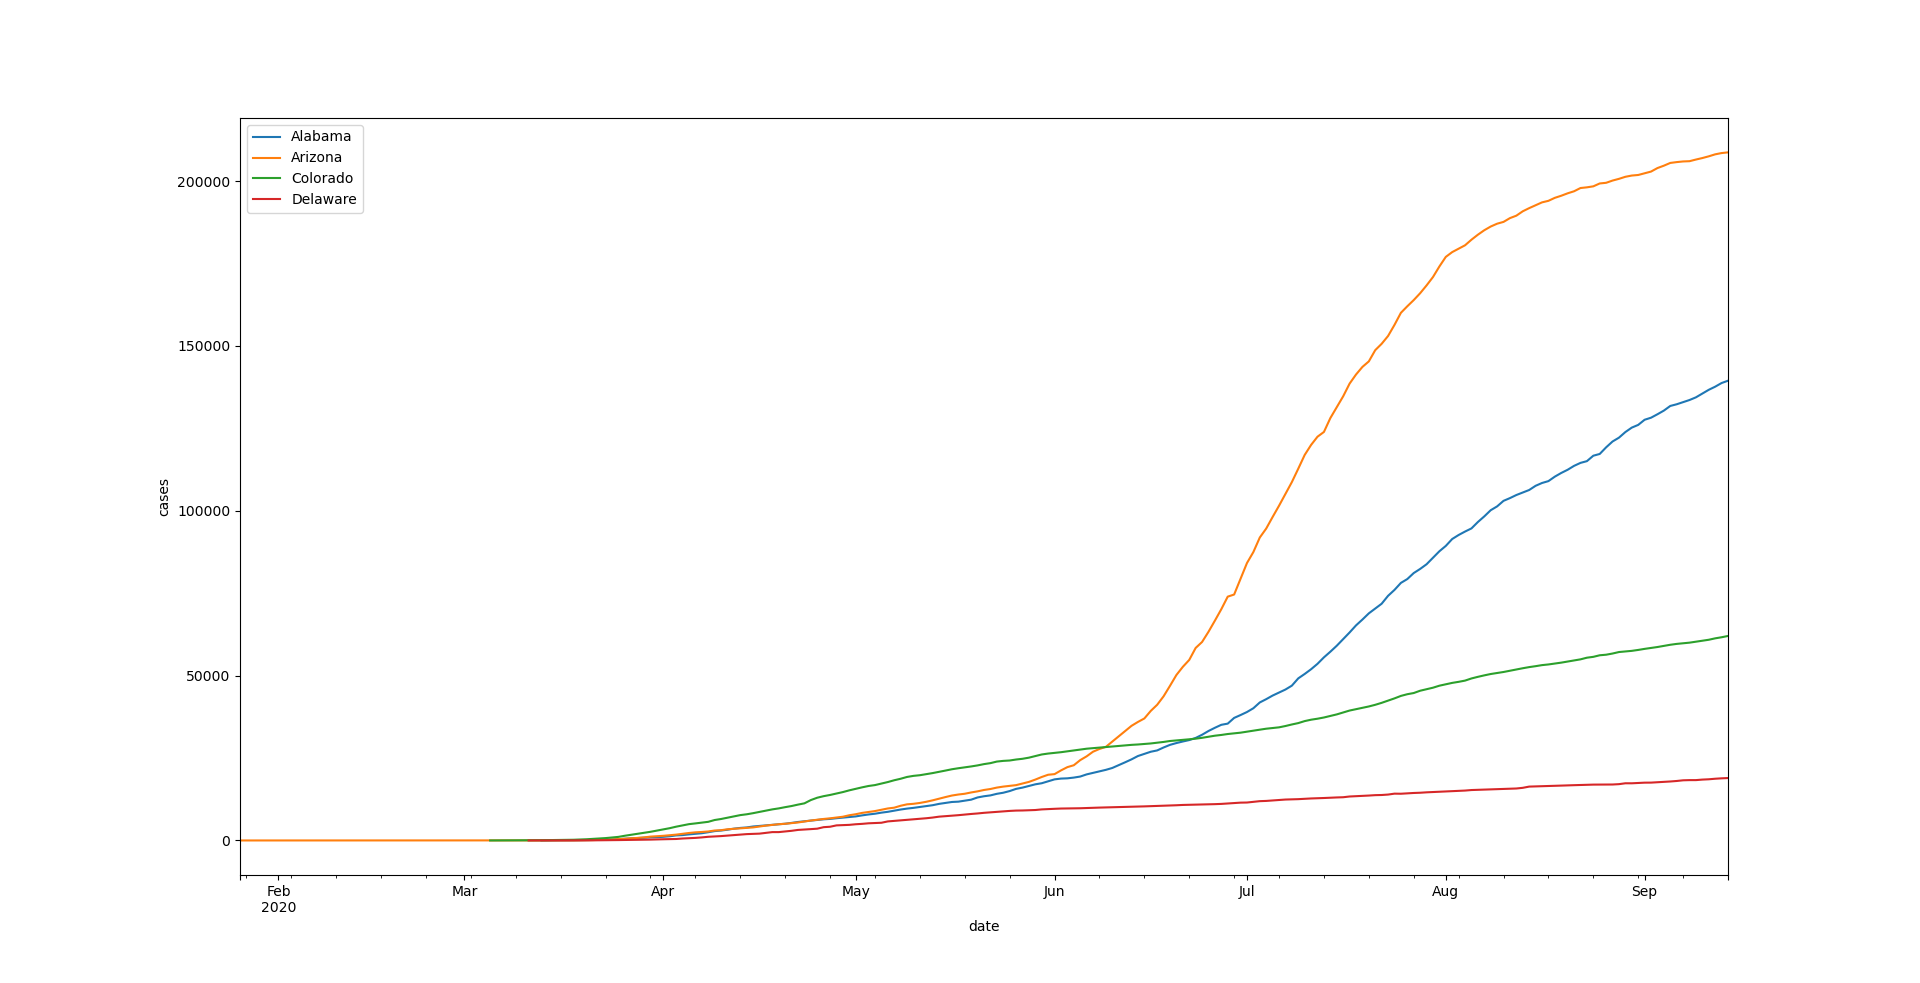 Alabama
Arizona
Colorado
Delaware
200000
150000
100000
50000
0
cases
Feb Mar Apr May Jun Jul Aug Sep
2020
date